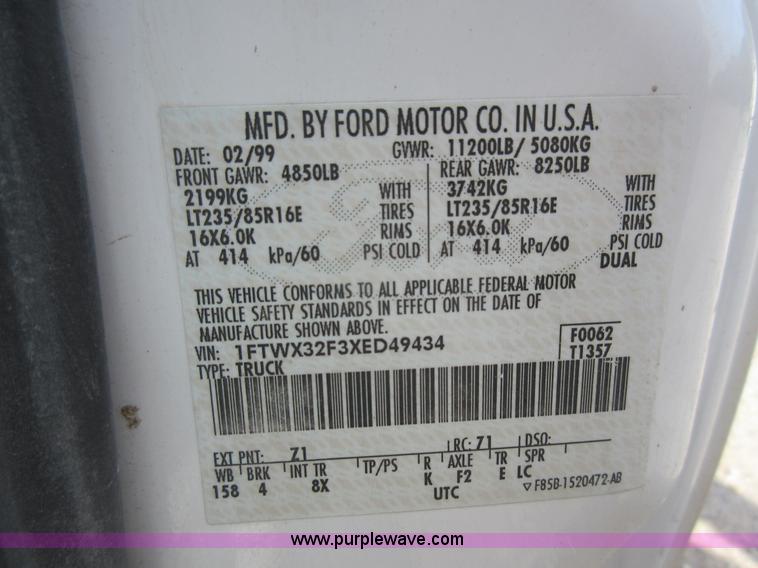 MFD. BY FORD MOTOR CO. IN U.S.A.
DATE: 02/99 GVWR: 11200LB/ 5080KG
FRONT GAWR: 4850LB REAR GAWR: 8250LB
2199KG WITH 3742KG WITH
LT235/85R16E TIRES LT235/85R16E TIRES
16X6.0K RIMS 16X6.0K RIMS
AT 414 kPa/60 PSI COLD AT 414 kPa/60 PSI COLD
DUAL
THIS VEHICLE CONFORMS TO ALL APPLICABLE FEDERAL MOTOR
VEHICLE SAFETY STANDARDS IN EFFECT ON THE DATE OF
MANUFACTURE SHOWN ABOVE.
VIN: 1FTWX32F3XED49434 F0062
TYPE: TRUCK T1357
EXT PNT: Z1 RC: Z1 DSO:
WB BRK INT TR TP/PS R AXLE TR SPR
158 4 8X K F2 E LC
UTC ▽ F85B-1520472-AB
www.purplewave.com